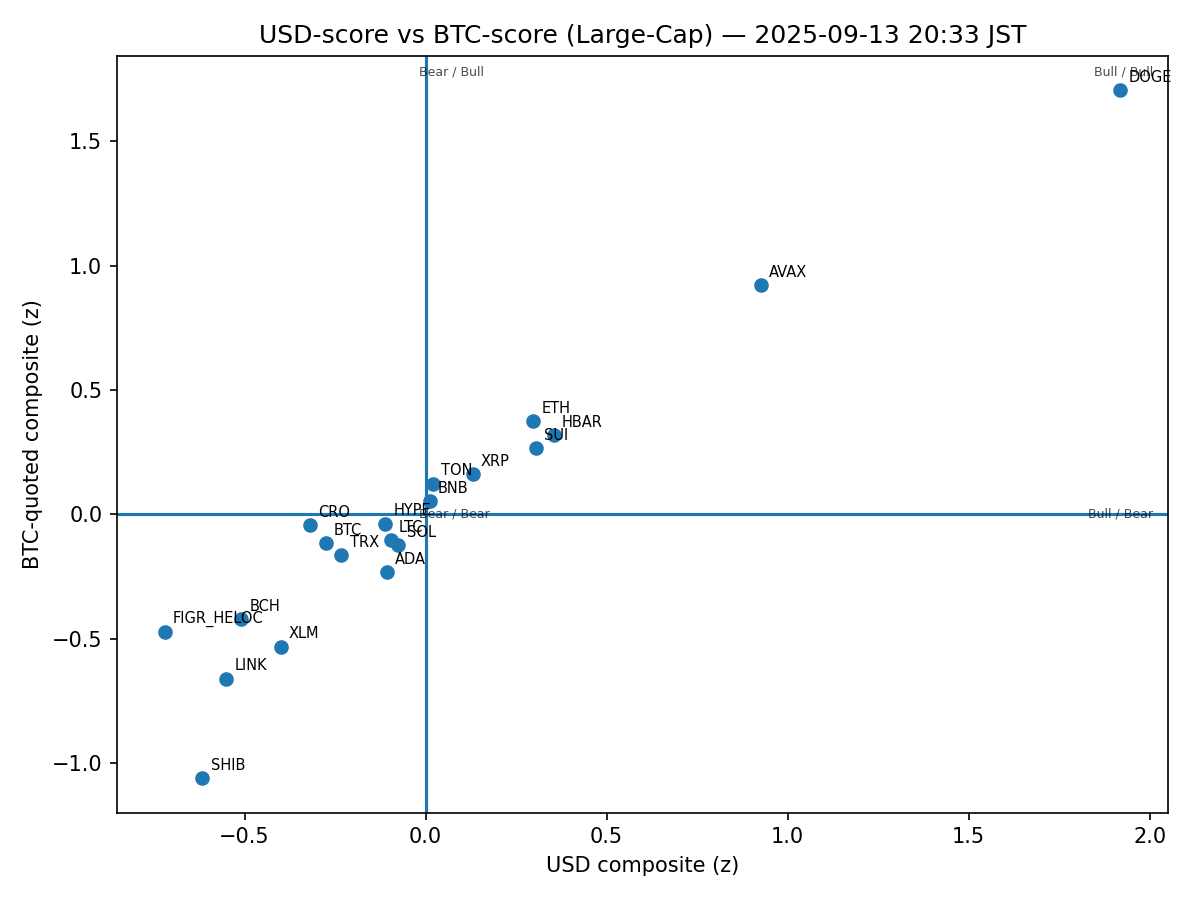 USD-score vs BTC-score (Large-Cap) — 2025-09-13 20:33 JST
Bear / Bull
Bull / Bull
DOGE
1.5
AVAX
1.0
ETH
HBAR
SUI
0.5
XRP
TON
BNB
CRO
HYPE
Bear / Bear
Bull / Bear
0.0
BTC
LTC
SOL
TRX
ADA
BCH
FIGR_HELOC
XLM
−0.5
LINK
SHIB
−1.0
BTC-quoted composite (z)
−0.5
0.0
0.5
1.0
1.5
2.0
USD composite (z)